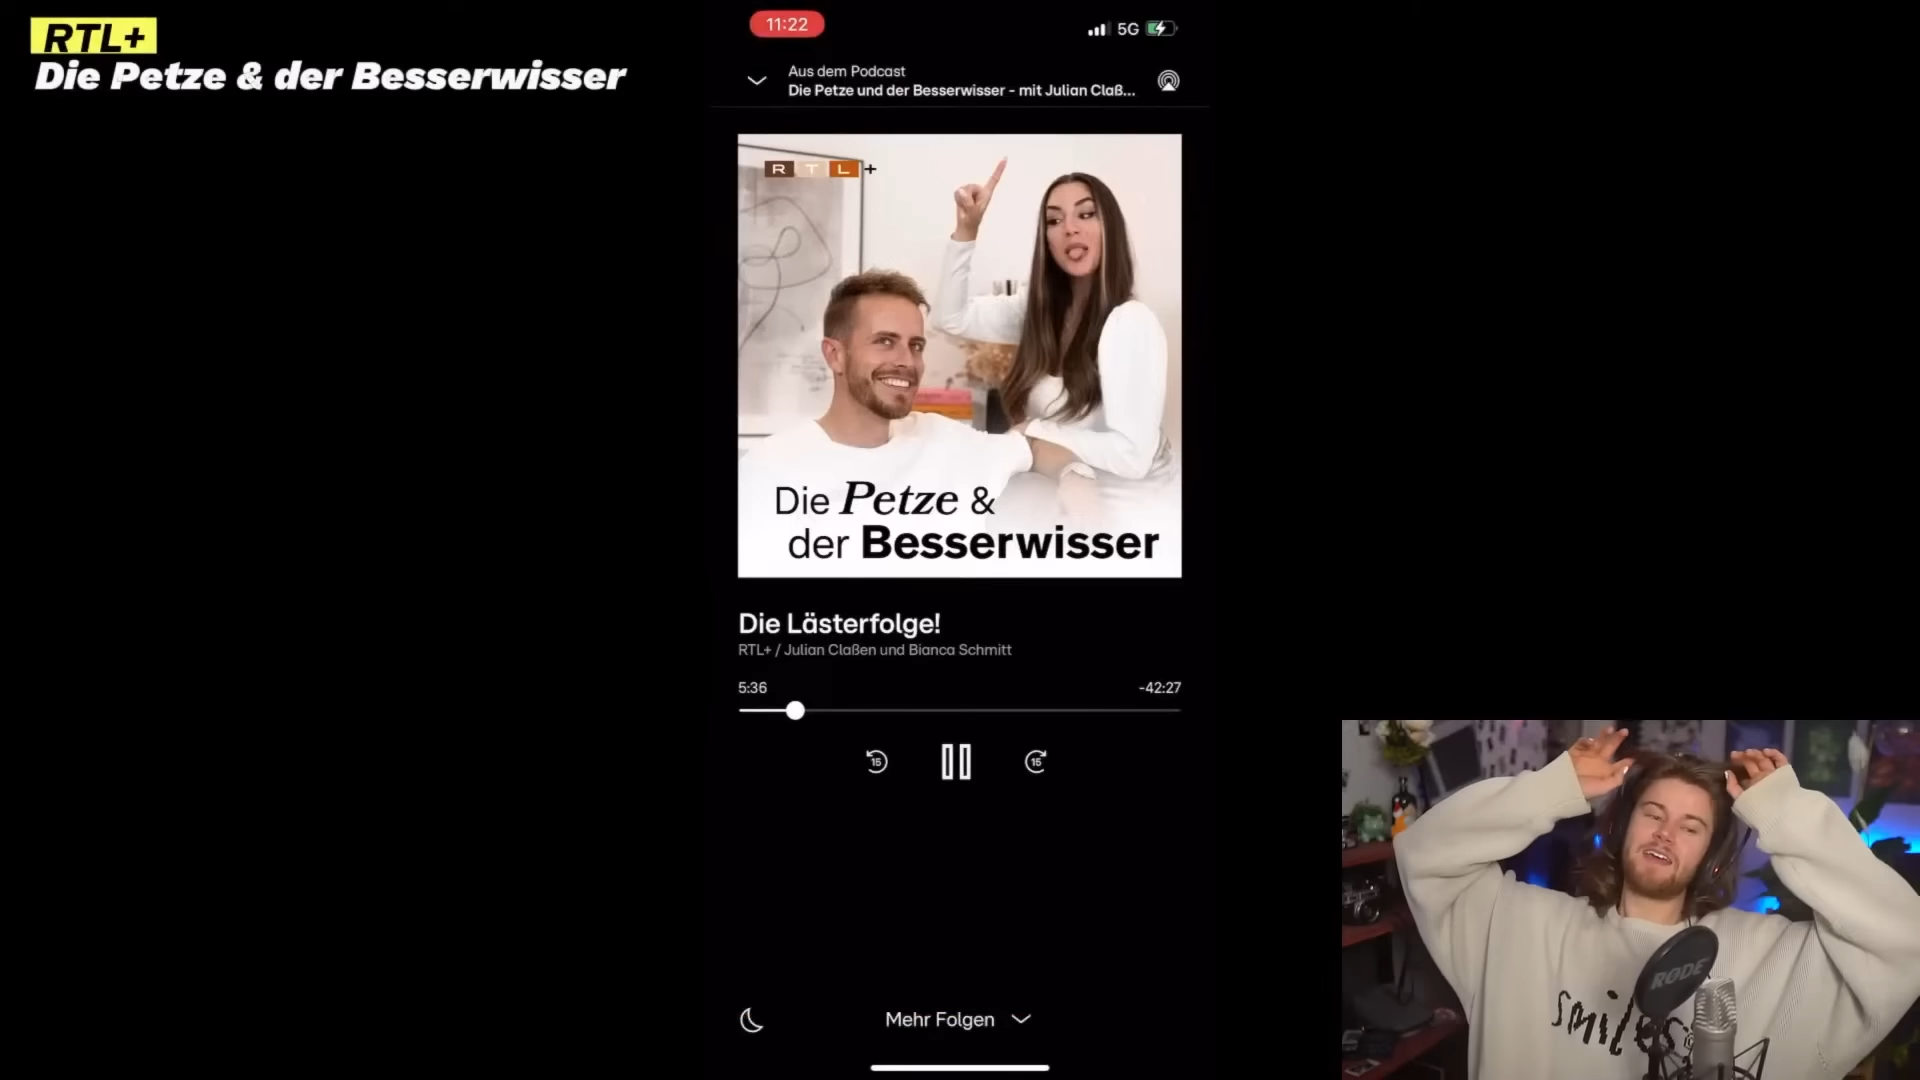 RTL+
Die Petze & der Besserwisser
11:22
5G
Aus dem Podcast
Die Petze und der Besserwisser - mit Julian Claß...
RTL+
Die Petze &
der Besserwisser
Die Lästerfolge!
RTL+ / Julian Claßen und Bianca Schmitt
5:36
-42:27
15
15
Mehr Folgen
RODE
smiles